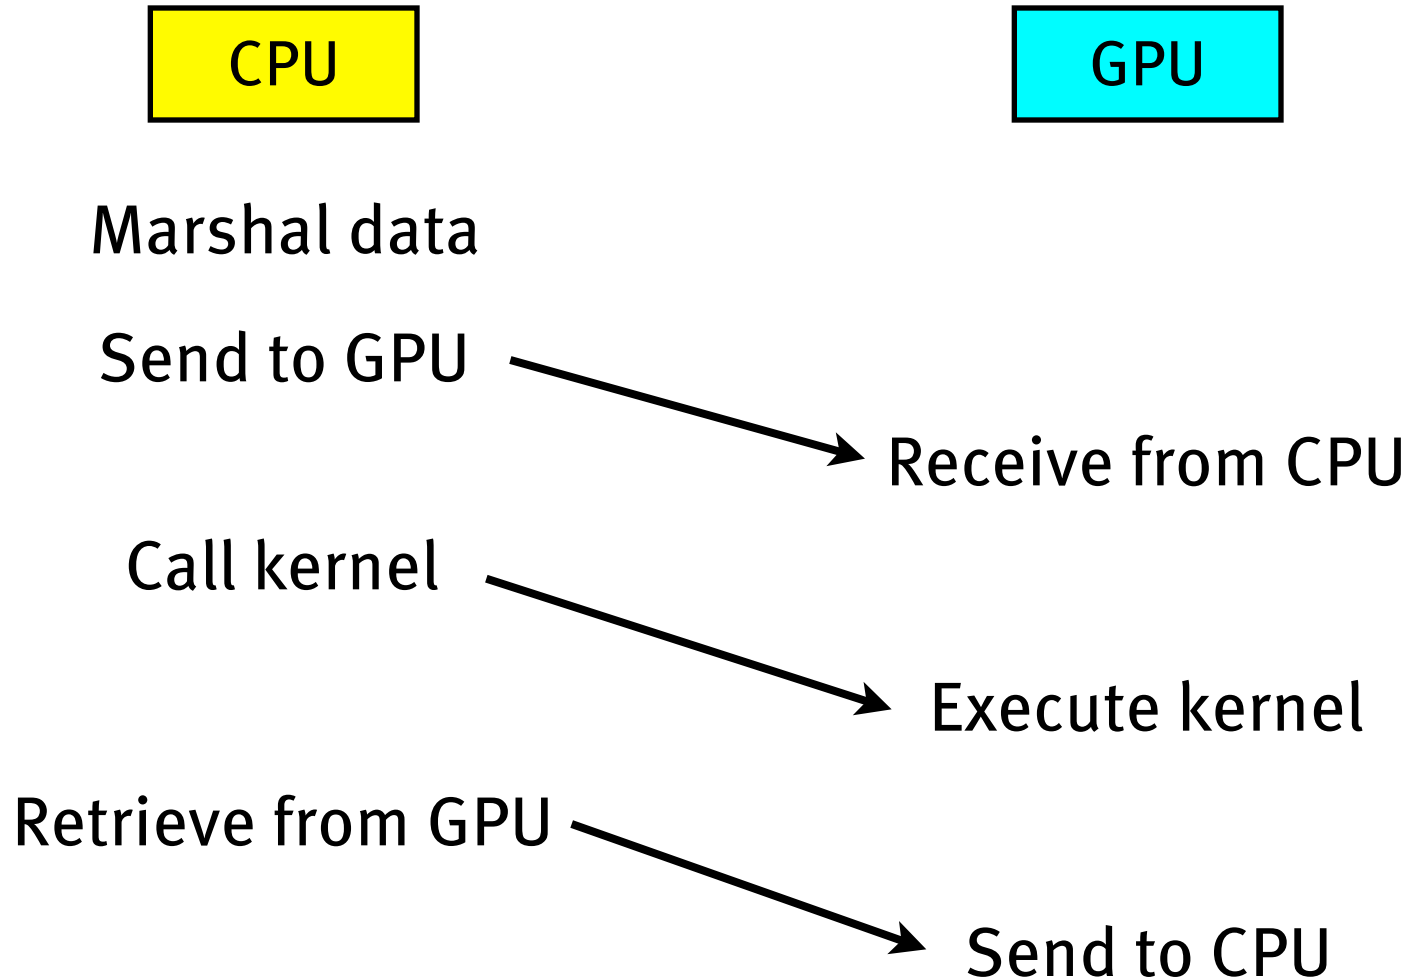 CPU
GPU
Marshal data
Send to GPU
Receive from CPU
Call kernel
Execute kernel
Retrieve from GPU
Send to CPU